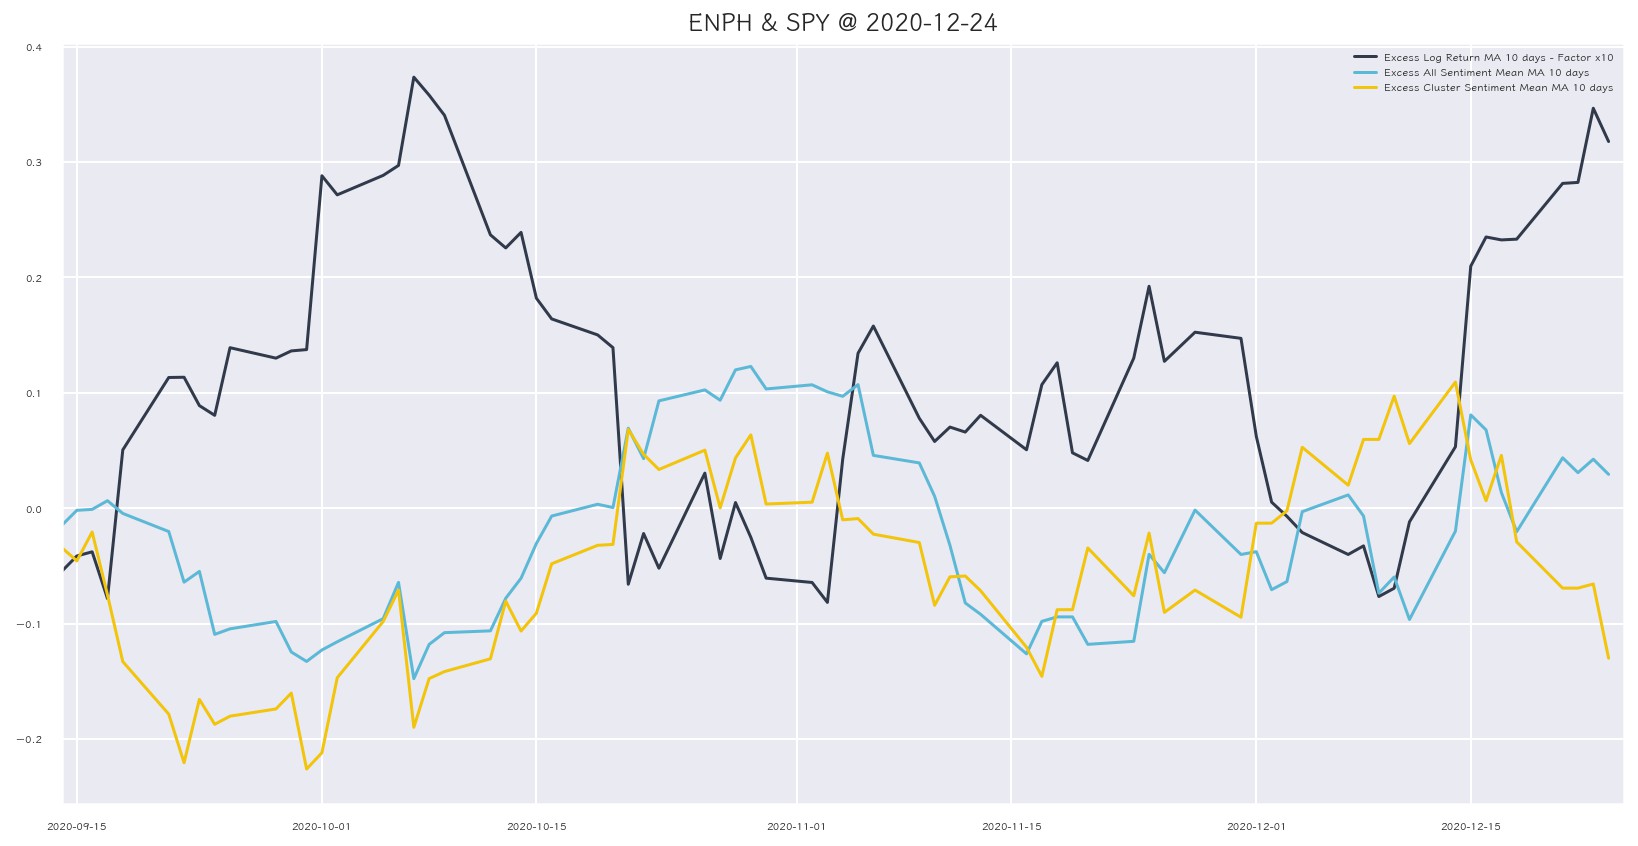 ENPH & SPY @ 2020-12-24
Excess Log Return MA 10 days - Factor x10
Excess All Sentiment Mean MA 10 days
Excess Cluster Sentiment Mean MA 10 days
0.4
0.3
0.2
0.1
0.0
−0.1
−0.2
2020-09-15 2020-10-01 2020-10-15 2020-11-01 2020-11-15 2020-12-01 2020-12-15